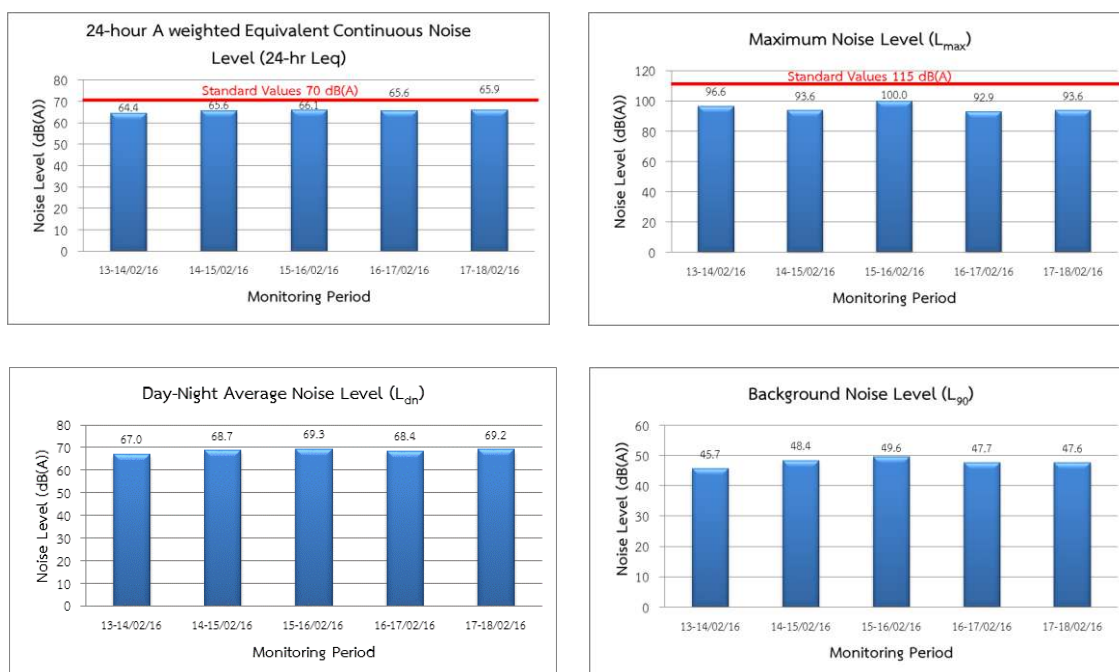 24-hour A weighted Equivalent Continuous Noise
Level (24-hr Leq)
Noise Level (dB(A))
80
70
60
50
40
30
20
10
0
Standard Values 70 dB(A)
64.4 65.6 66.1 65.6 65.9
13-14/02/16 14-15/02/16 15-16/02/16 16-17/02/16 17-18/02/16
Monitoring Period
Maximum Noise Level (Lmax)
Noise Level (dB(A))
120
100
80
60
40
20
0
Standard Values 115 dB(A)
96.6 93.6 100.0 92.9 93.6
13-14/02/16 14-15/02/16 15-16/02/16 16-17/02/16 17-18/02/16
Monitoring Period
Day-Night Average Noise Level (Ldn)
Noise Level (dB(A))
80
70
60
50
40
30
20
10
0
67.0 68.7 69.3 68.4 69.2
13-14/02/16 14-15/02/16 15-16/02/16 16-17/02/16 17-18/02/16
Monitoring Period
Background Noise Level (L90)
Noise Level (dB(A))
60
50
40
30
20
10
0
45.7 48.4 49.6 47.7 47.6
13-14/02/16 14-15/02/16 15-16/02/16 16-17/02/16 17-18/02/16
Monitoring Period